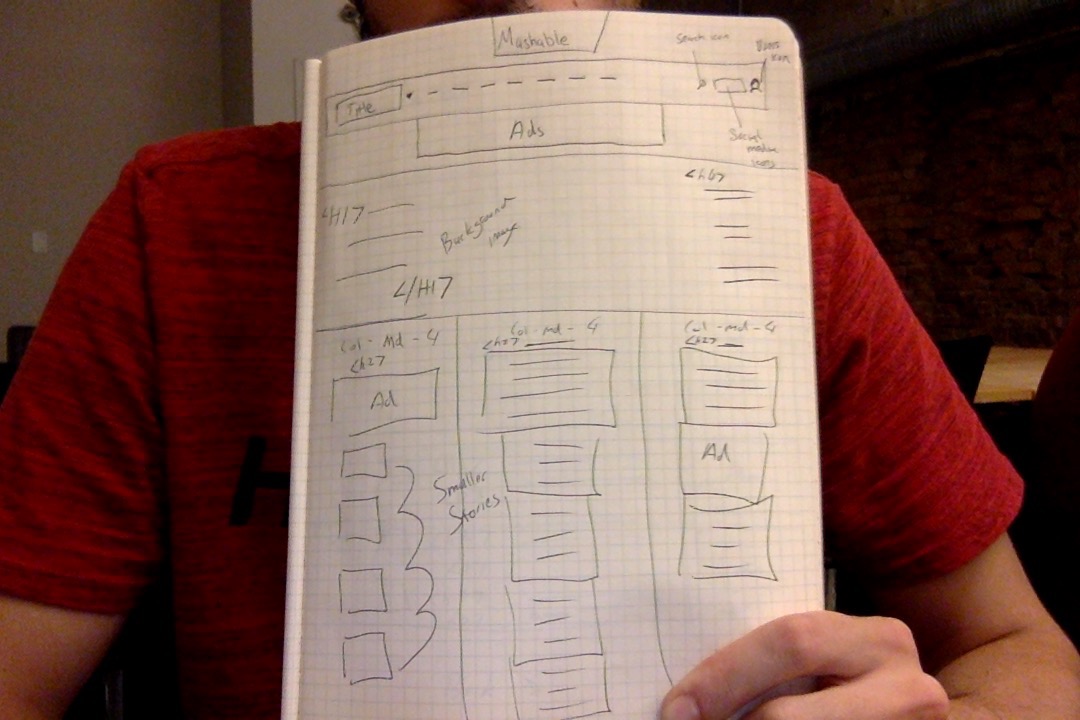 Mashable
Search icon
Users
icon
Title
Ads
Social
media
icons
<H1>
</H1>
Background
image
<h6>
Col - Md - 4
<h2>
Ad
Smaller
Stories
Col - md - 4
<h2>
Col - md - 4
<h2>
Ad
H